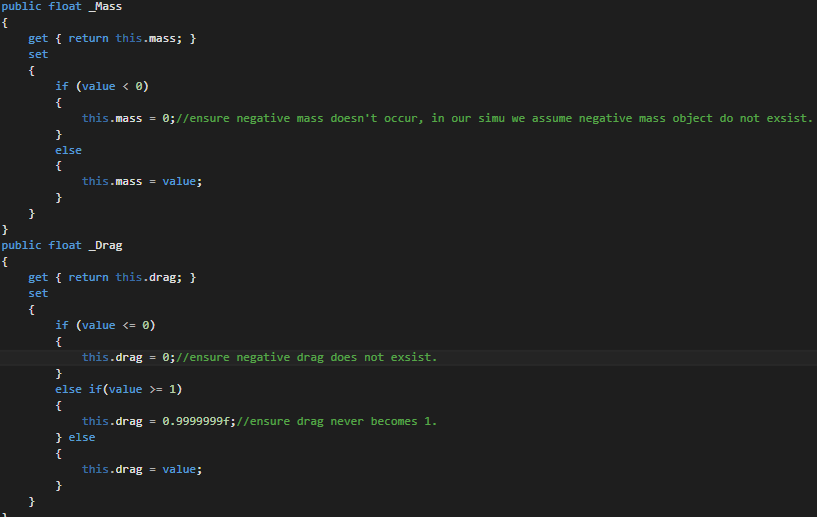 public float _Mass
{
    get { return this.mass; }
    set
    {
        if (value < 0)
        {
            this.mass = 0;//ensure negative mass doesn't occur, in our simu we assume negative mass object do not exsist.
        }
        else
        {
            this.mass = value;
        }
    }
}
public float _Drag
{
    get { return this.drag; }
    set
    {
        if (value <= 0)
        {
            this.drag = 0;//ensure negative drag does not exsist.
        }
        else if(value >= 1)
        {
            this.drag = 0.9999999f;//ensure drag never becomes 1.
        } else
        {
            this.drag = value;
        }
    }
}